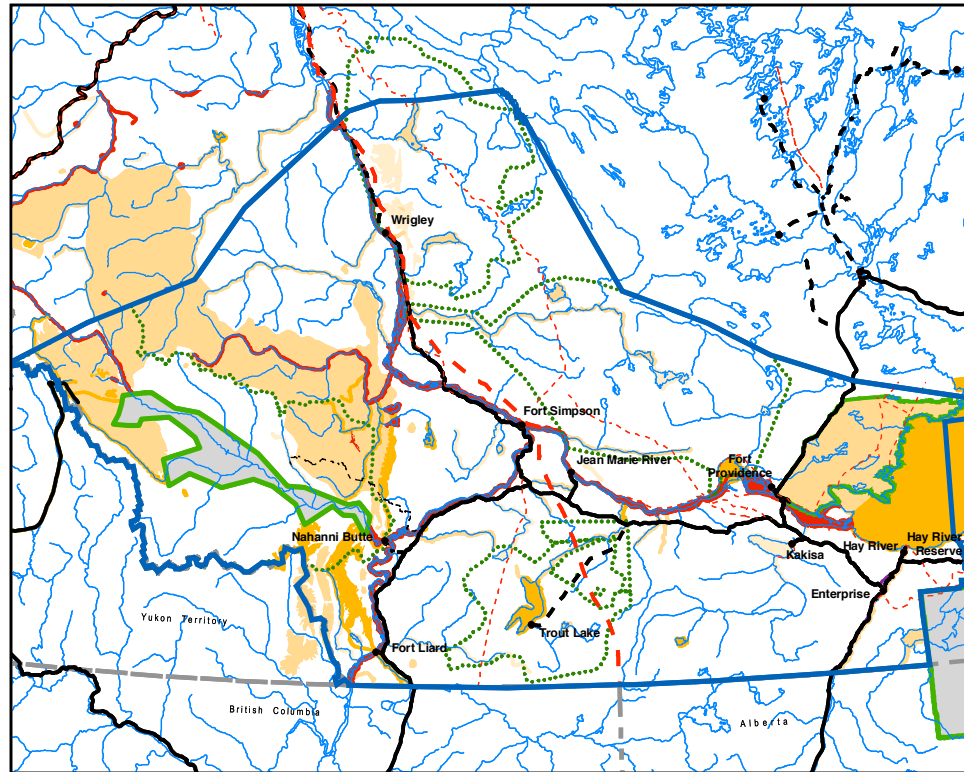 Wrigley
Fort Simpson
Jean Marie River
Fort
Providence
Nahanni Butte
Hay River
Hay River
Reserve
Kakisa
Enterprise
Yukon Territory
Trout Lake
Fort Liard
British Columbia
Alberta